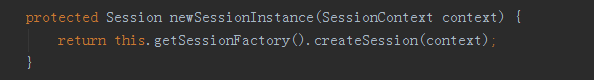 protected Session newSessionInstance(SessionContext context) {
    return this.getSessionFactory().createSession(context);
}